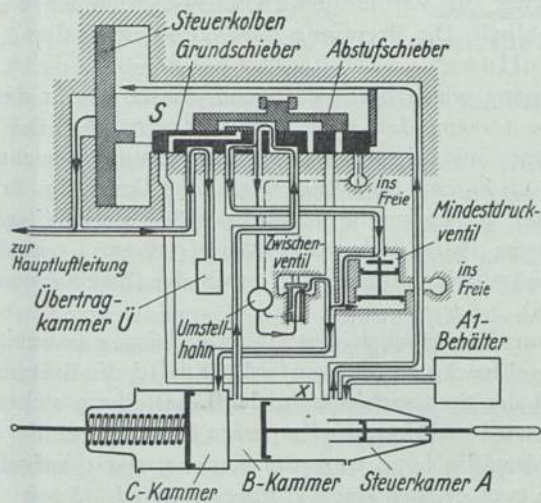 Steuerkolben
Grundschieber
Abstufschieber
S
ins
Freie
zur
Hauptluftleitung
Zwischen-
ventil
Mindestdruck-
ventil
ins
Freie
Übertrag-
kammer Ü
Umstell-
hahn
A1-
Behälter
X
C-Kammer
B-Kammer
Steuerkamer A